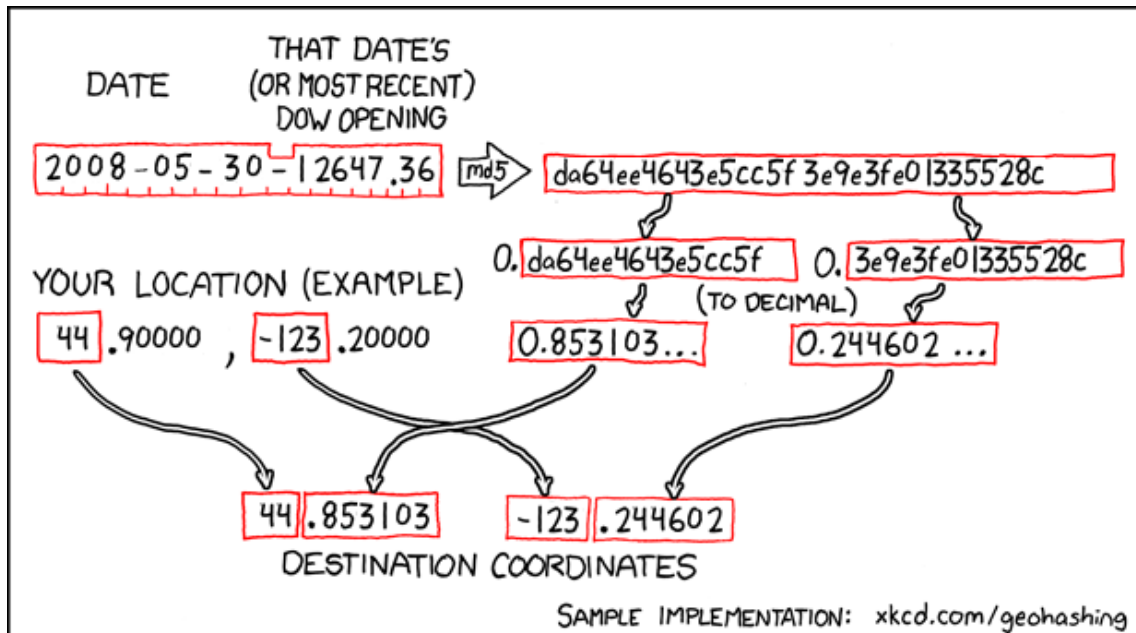 DATE
THAT DATE'S
(OR MOST RECENT)
DOW OPENING
2008-05-30-12647.36
md5
da64ee4643e5cc5f3e9e3fe01335528c
0.da64ee4643e5cc5f
0.3e9e3fe01335528c
YOUR LOCATION (EXAMPLE)
(TO DECIMAL)
44.90000, -123.20000
0.853103...
0.244602...
44.853103
-123.244602
DESTINATION COORDINATES
SAMPLE IMPLEMENTATION: xkcd.com/geohashing